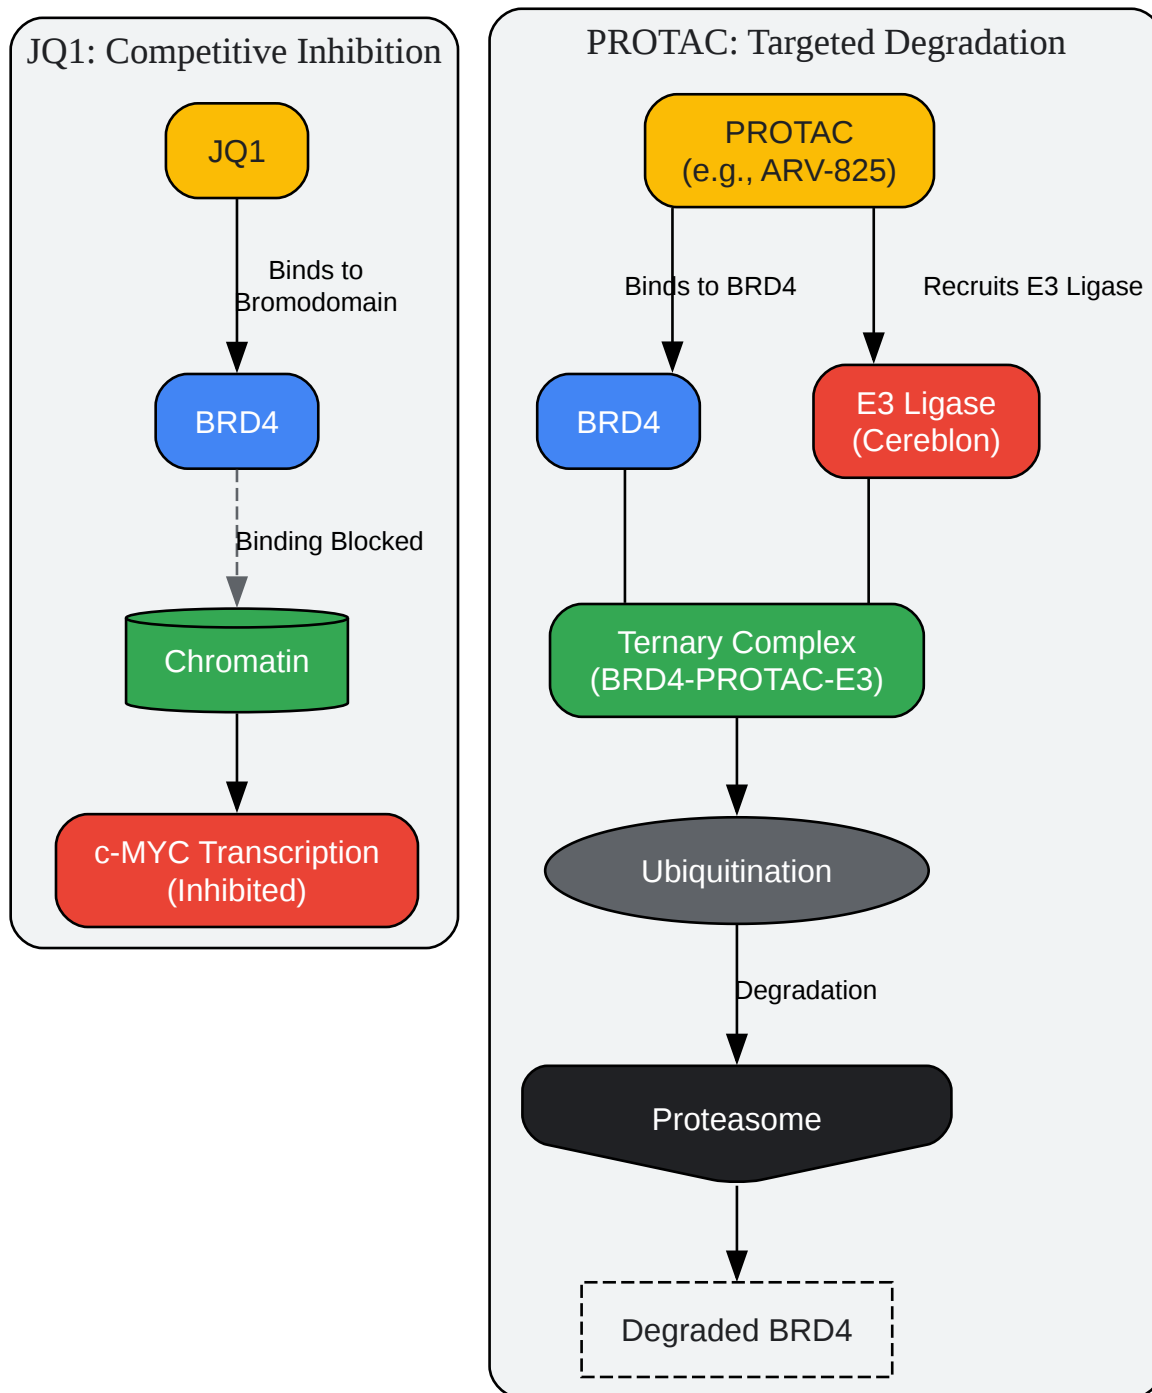 JQ1: Competitive Inhibition
JQ1
Binds to
Bromodomain
BRD4
Binding Blocked
Chromatin
c-MYC Transcription
(Inhibited)
PROTAC: Targeted Degradation
PROTAC
(e.g., ARV-825)
Binds to BRD4
Recruits E3 Ligase
BRD4
E3 Ligase
(Cereblon)
Ternary Complex
(BRD4-PROTAC-E3)
Ubiquitination
Degradation
Proteasome
Degraded BRD4